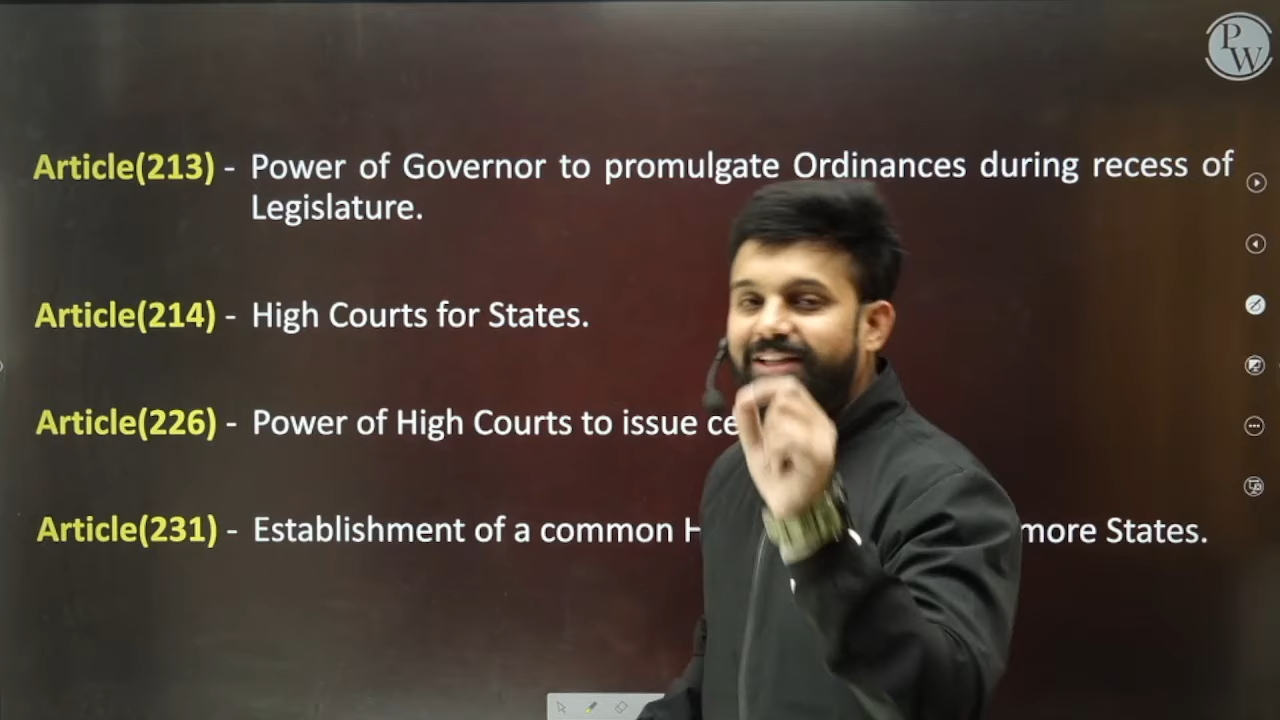 PW
Article(213) - Power of Governor to promulgate Ordinances during recess of
Legislature.
Article(214) - High Courts for States.
Article(226) - Power of High Courts to issue ce
Article(231) - Establishment of a common H more States.